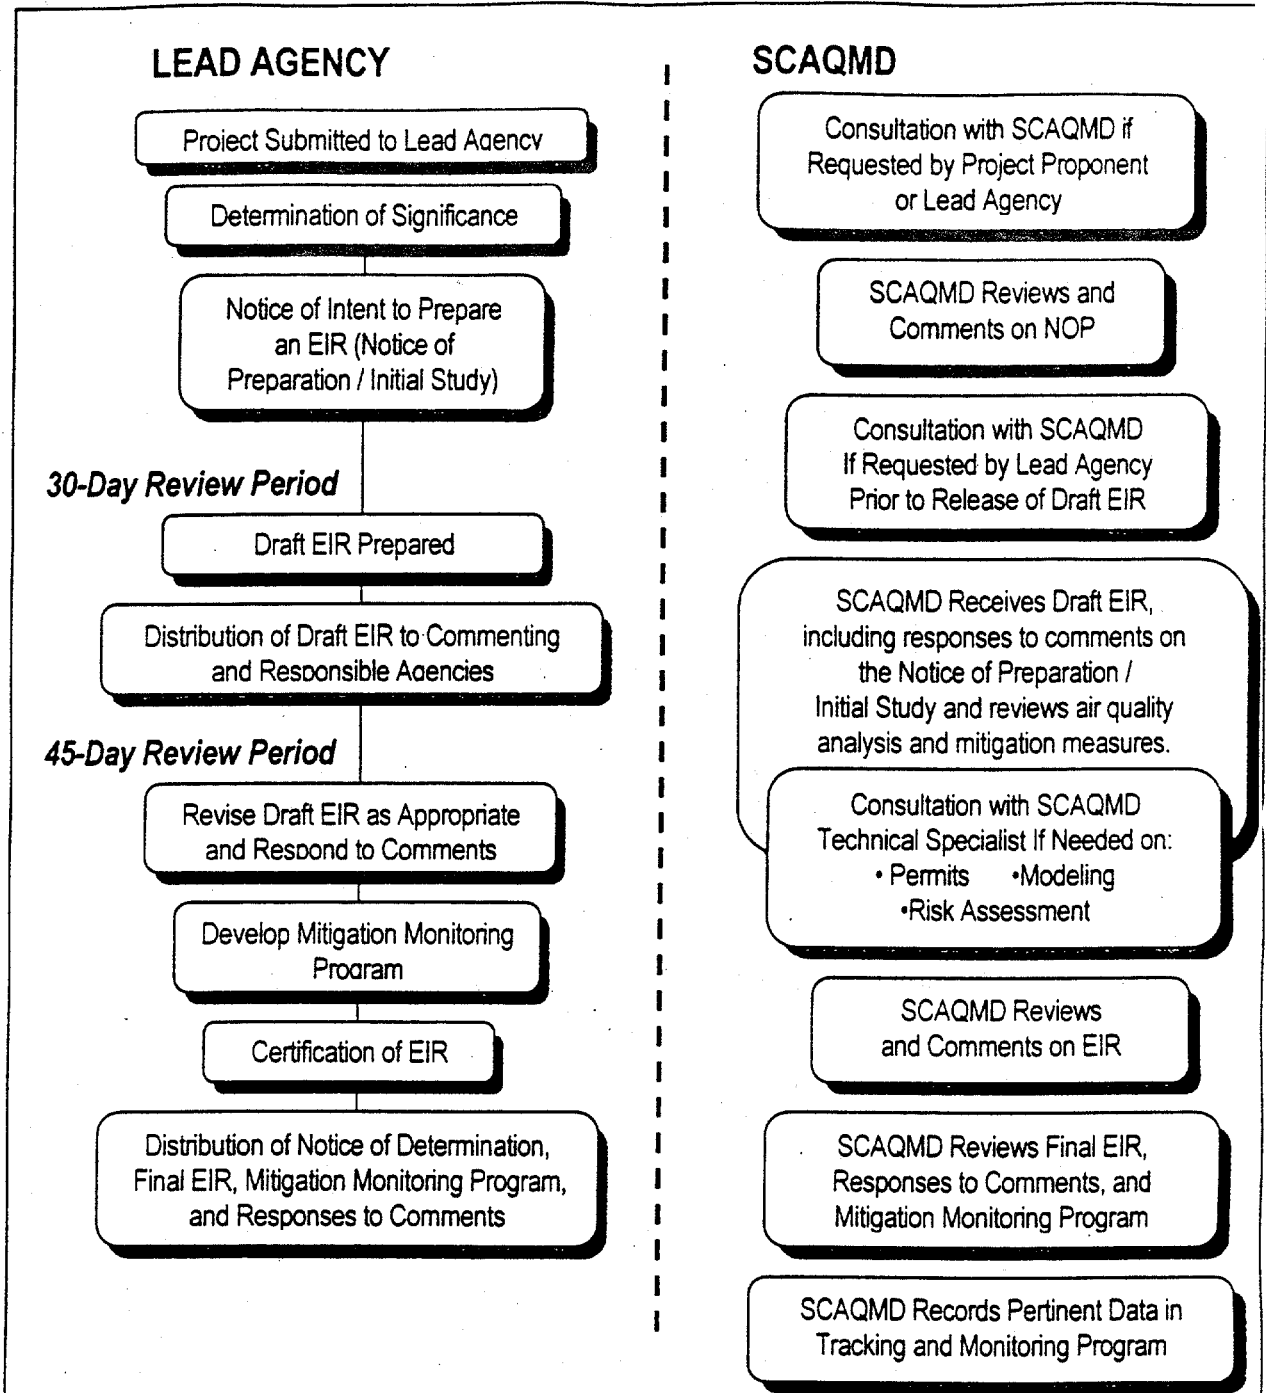 LEAD AGENCY
Project Submitted to Lead Agency
Determination of Significance
Notice of Intent to Prepare
an EIR (Notice of
Preparation / Initial Study)
30-Day Review Period
Draft EIR Prepared
Distribution of Draft EIR to Commenting
and Responsible Agencies
45-Day Review Period
Revise Draft EIR as Appropriate
and Respond to Comments
Develop Mitigation Monitoring
Program
Certification of EIR
Distribution of Notice of Determination,
Final EIR, Mitigation Monitoring Program,
and Responses to Comments
SCAQMD
Consultation with SCAQMD if
Requested by Project Proponent
or Lead Agency
SCAQMD Reviews and
Comments on NOP
Consultation with SCAQMD
If Requested by Lead Agency
Prior to Release of Draft EIR
SCAQMD Receives Draft EIR,
including responses to comments on
the Notice of Preparation /
Initial Study and reviews air quality
analysis and mitigation measures.
Consultation with SCAQMD
Technical Specialist If Needed on:
• Permits •Modeling
•Risk Assessment
SCAQMD Reviews
and Comments on EIR
SCAQMD Reviews Final EIR,
Responses to Comments, and
Mitigation Monitoring Program
SCAQMD Records Pertinent Data in
Tracking and Monitoring Program